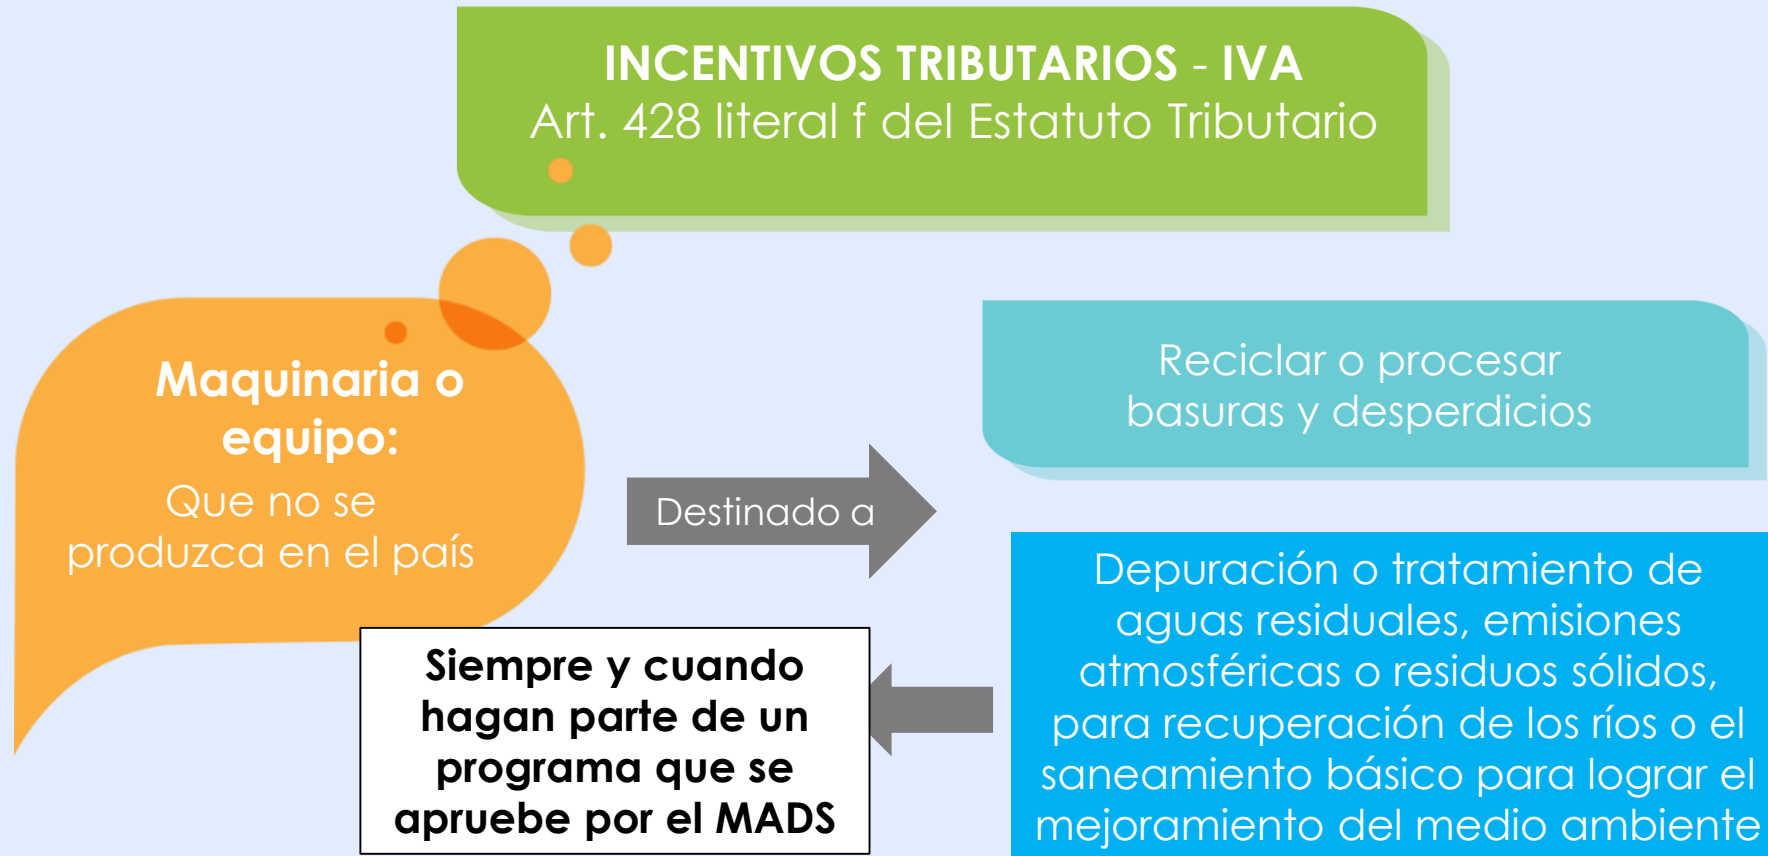 INCENTIVOS TRIBUTARIOS - IVA
Art. 428 literal f del Estatuto Tributario
Maquinaria o
equipo:
Que no se
produzca en el país
Destinado a
Reciclar o procesar
basuras y desperdicios
Depuración o tratamiento de
aguas residuales, emisiones
atmosféricas o residuos sólidos,
para recuperación de los ríos o el
saneamiento básico para lograr el
mejoramiento del medio ambiente
Siempre y cuando
hagan parte de un
programa que se
apruebe por el MADS